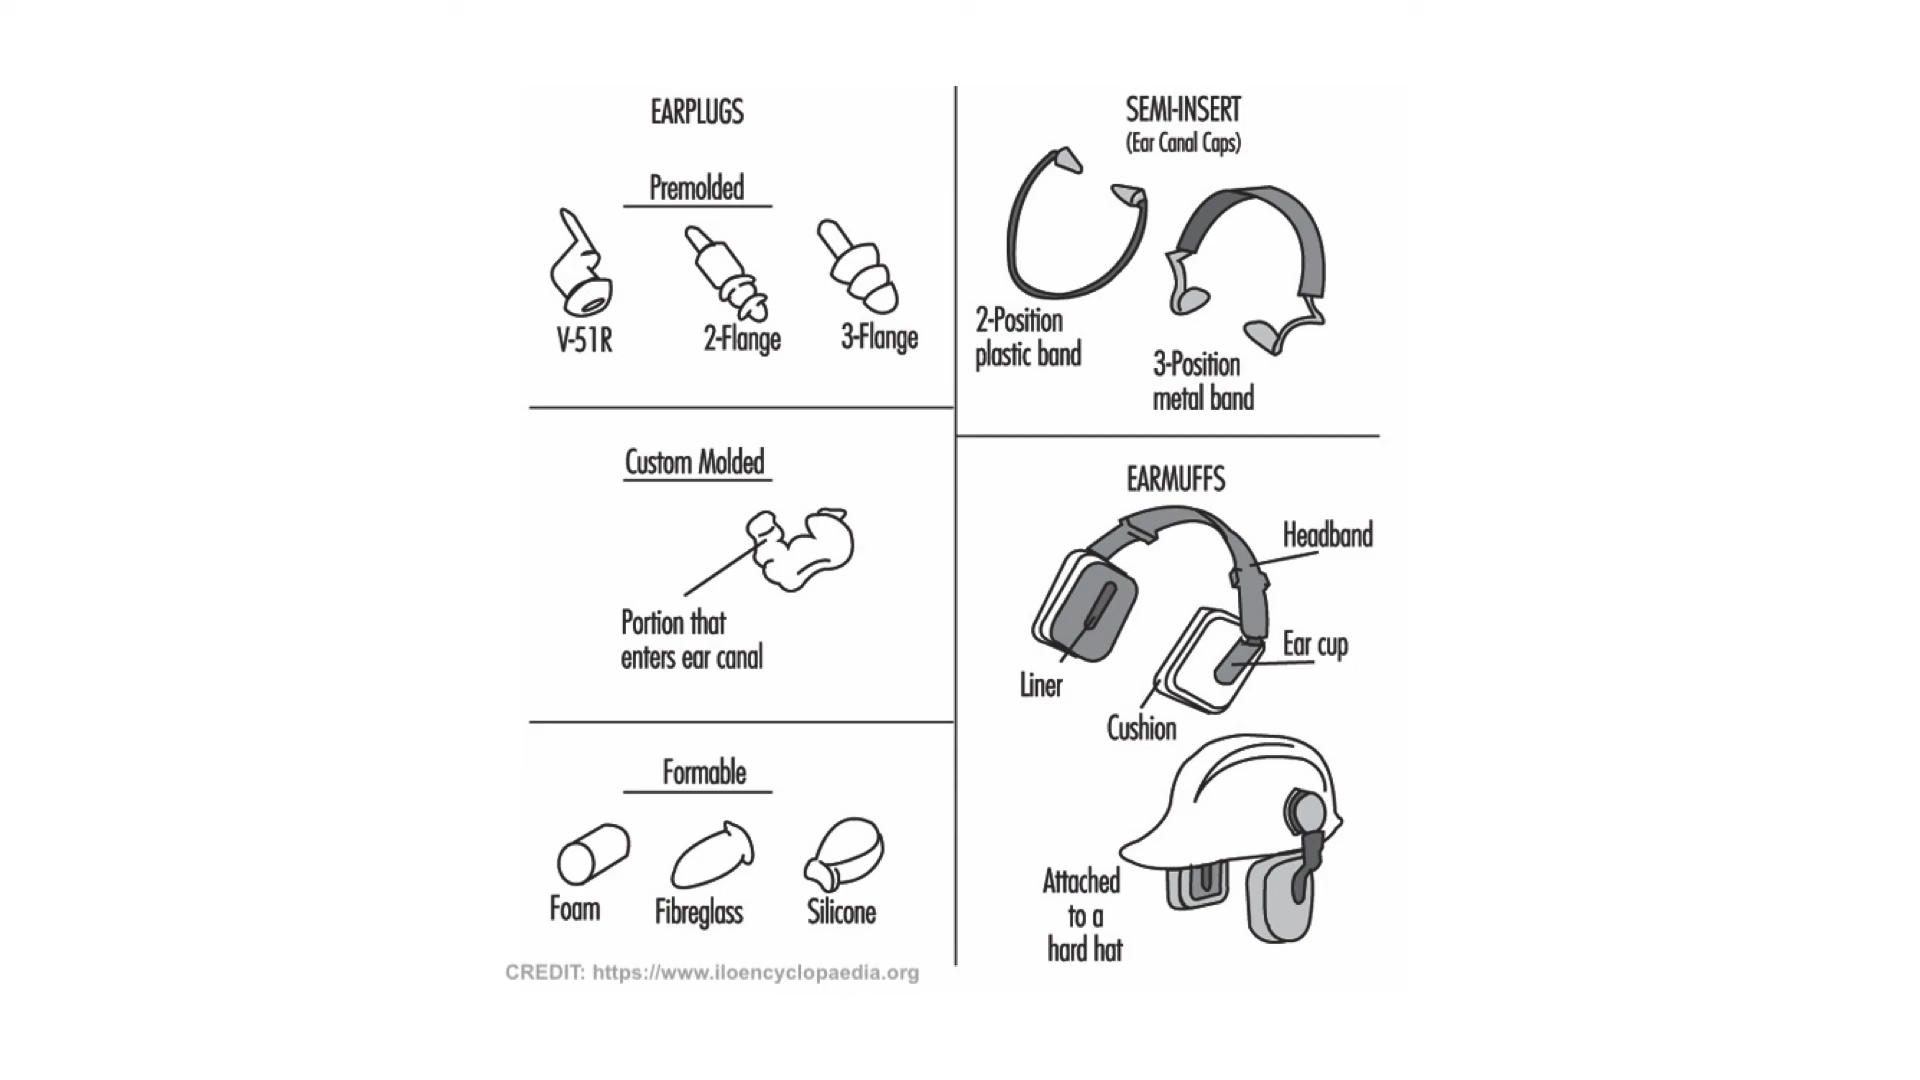 EARPLUGS
Premolded
V-51R
2-Flange
3-Flange
Custom Molded
Portion that
enters ear canal
Formable
Foam
Fibreglass
Silicone
SEMI-INSERT
(Ear Canal Caps)
2-Position
plastic band
3-Position
metal band
EARMUFFS
Headband
Ear cup
Liner
Cushion
Attached
to a
hard hat
CREDIT: https://www.iloencyclopaedia.org